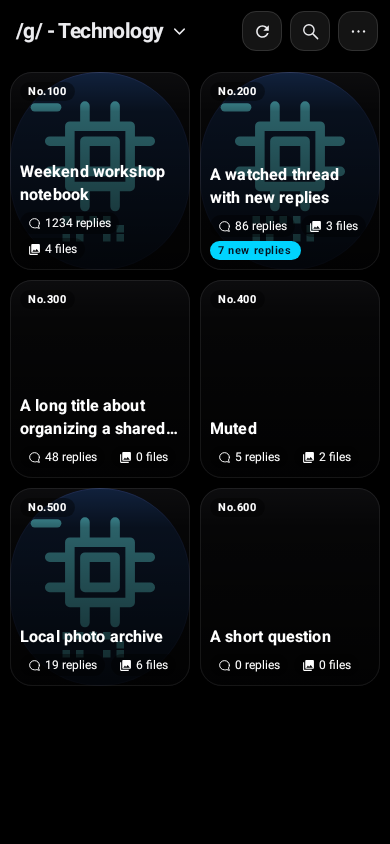 /g/ - Technology
No.100
Weekend workshop
notebook
1234 replies
4 files
No.200
A watched thread
with new replies
86 replies
3 files
7 new replies
No.300
A long title about
organizing a shared…
48 replies
0 files
No.400
Muted
5 replies
2 files
No.500
Local photo archive
19 replies
6 files
No.600
A short question
0 replies
0 files